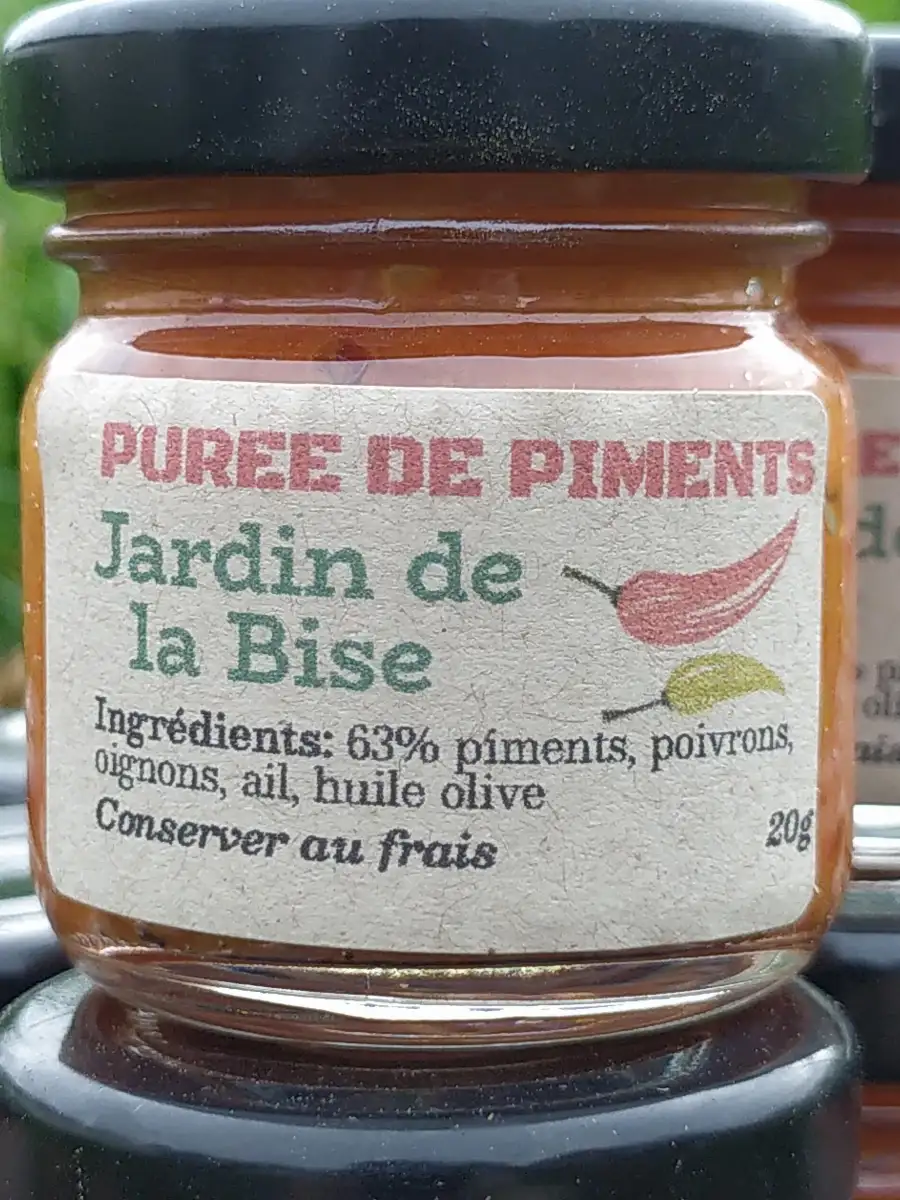 PUREE DE PIMENTS
Jardin de
la Bise
Ingrédients: 63% piments, poivrons,
oignons, ail, huile olive
Conserver au frais
20g